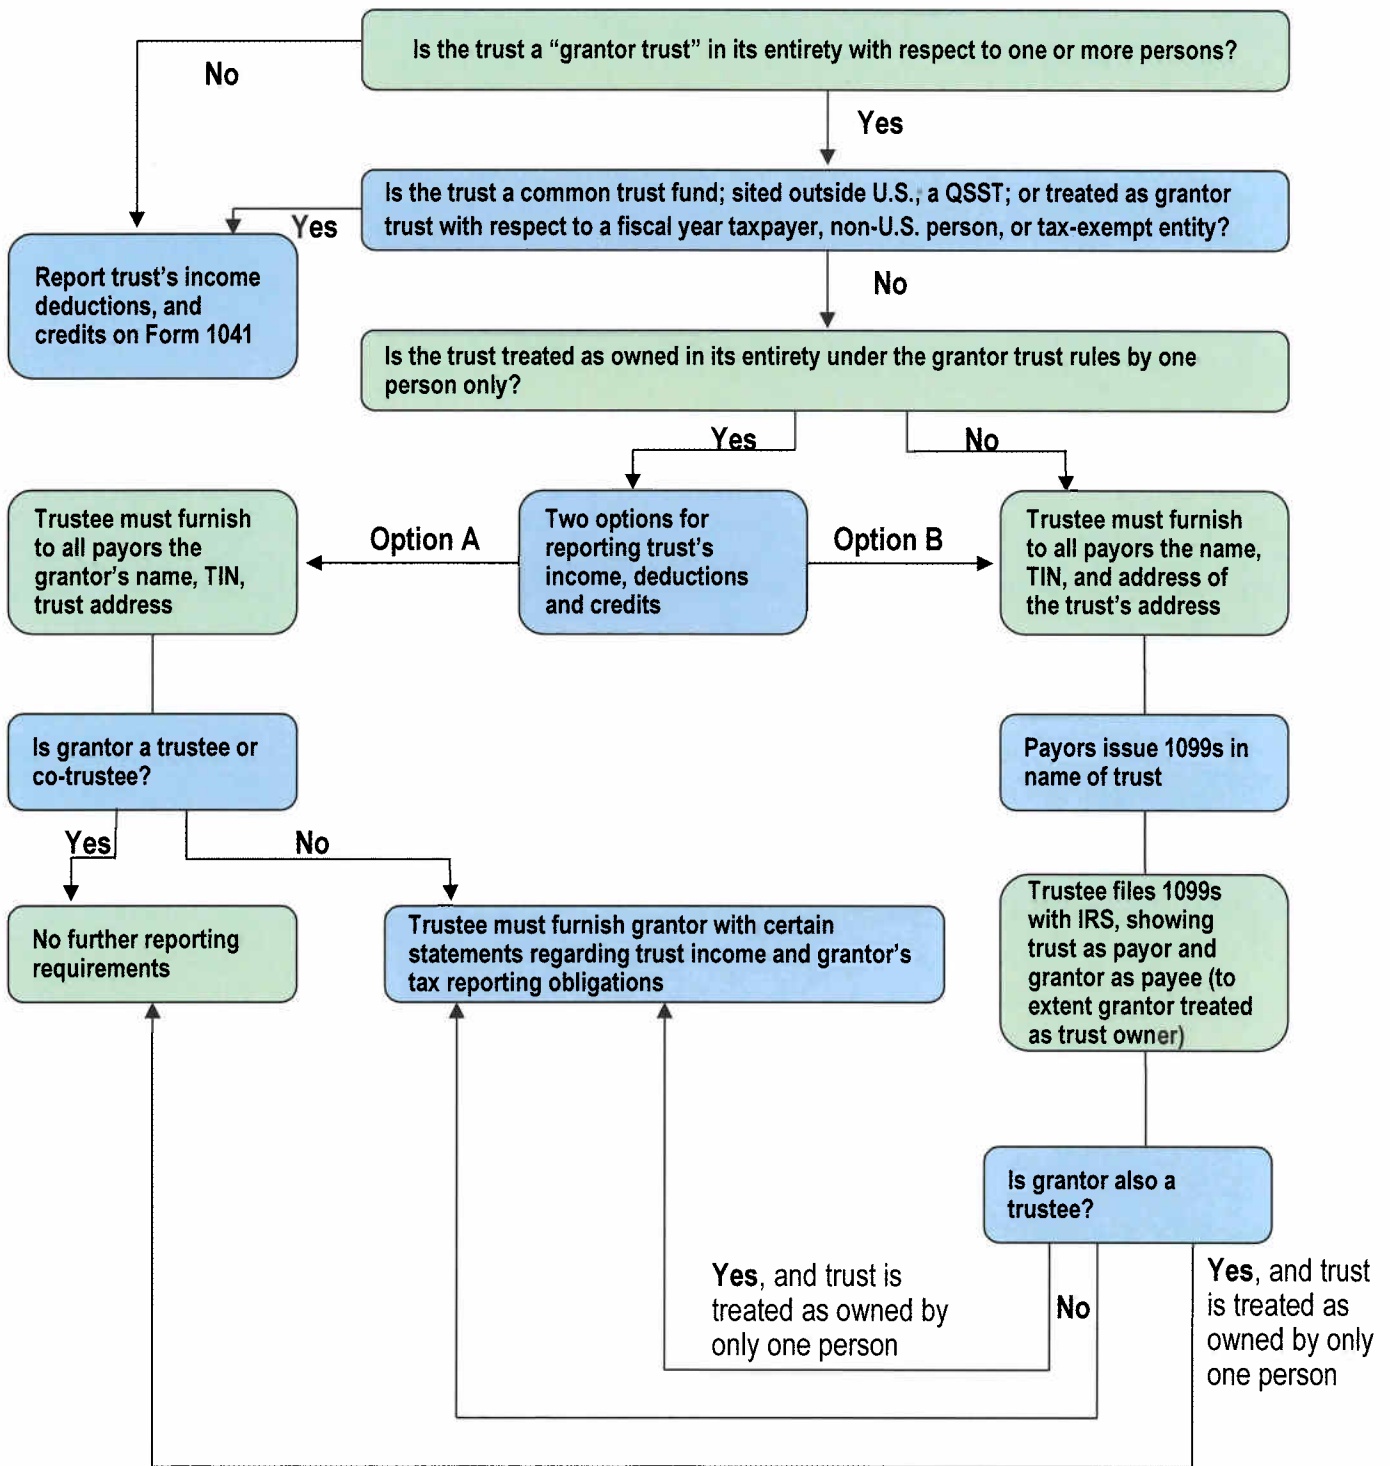 Is the trust a “grantor trust” in its entirety with respect to one or more persons?
No
Yes
Is the trust a common trust fund; sited outside U.S.; a QSST; or treated as grantor
trust with respect to a fiscal year taxpayer, non-U.S. person, or tax-exempt entity?
Yes
Report trust’s income
deductions, and
credits on Form 1041
No
Is the trust treated as owned in its entirety under the grantor trust rules by one
person only?
Yes
No
Trustee must furnish
to all payors the
grantor’s name, TIN,
trust address
Option A
Two options for
reporting trust’s
income, deductions
and credits
Option B
Trustee must furnish
to all payors the name,
TIN, and address of
the trust’s address
Is grantor a trustee or
co-trustee?
Payors issue 1099s in
name of trust
Yes
No
No further reporting
requirements
Trustee must furnish grantor with certain
statements regarding trust income and grantor’s
tax reporting obligations
Trustee files 1099s
with IRS, showing
trust as payor and
grantor as payee (to
extent grantor treated
as trust owner)
Is grantor also a
trustee?
Yes, and trust is
treated as owned by
only one person
No
Yes, and trust
is treated as
owned by only
one person